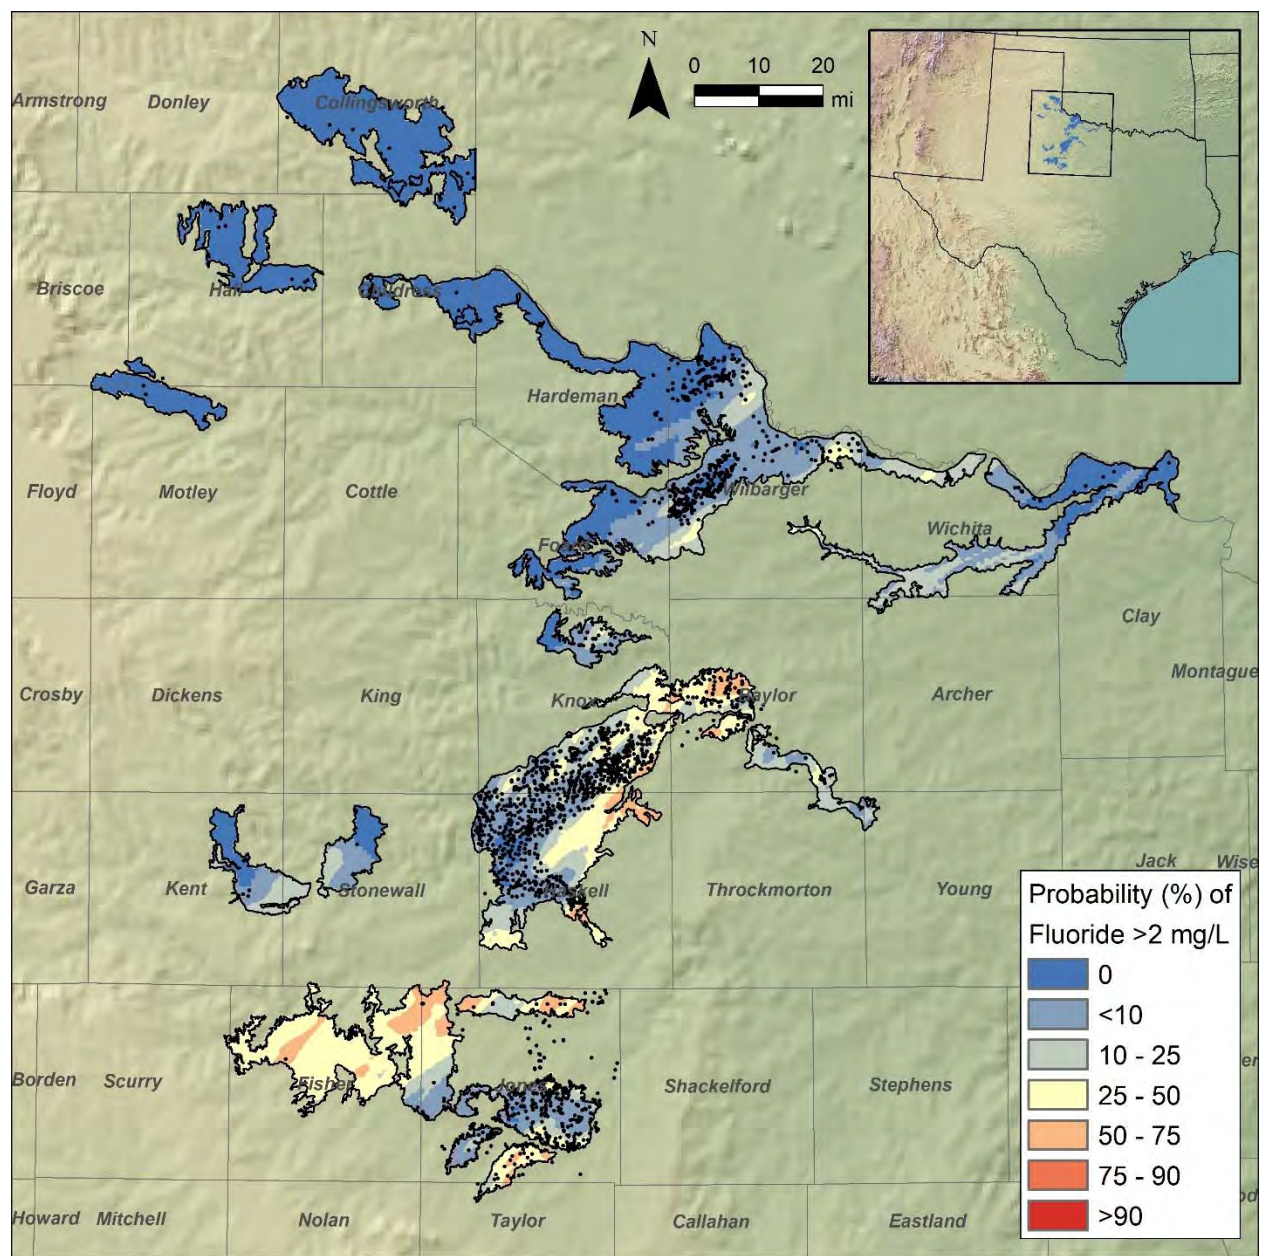 N
0 10 20
mi
Armstrong
Donley
Collingsworth
Briscoe
Hall
Childress
Hardeman
Floyd
Motley
Cottle
Wilbarger
Wichita
Foard
Clay
Montague
Crosby
Dickens
King
Knox
Baylor
Archer
Garza
Kent
Stonewall
Haskell
Throckmorton
Young
Jack
Wise
Probability (%) of
Fluoride >2 mg/L
0
<10
10 - 25
25 - 50
50 - 75
75 - 90
>90
Borden
Scurry
Fisher
Jones
Shackelford
Stephens
er
Howard
Mitchell
Nolan
Taylor
Callahan
Eastland
od